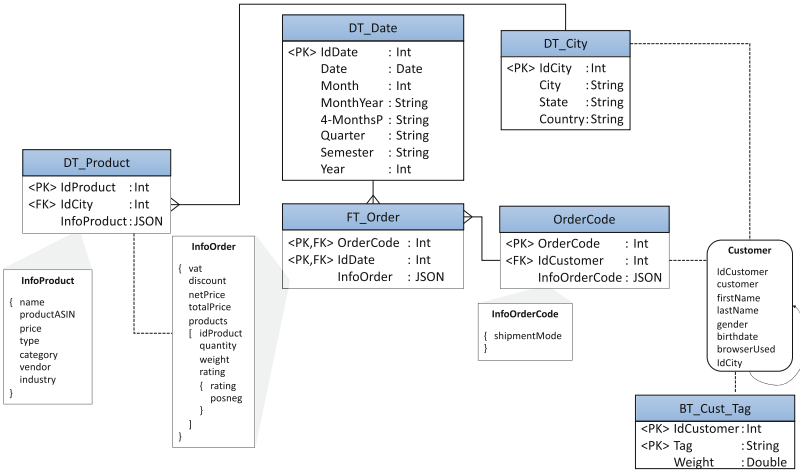 DT_Date
<PK> IdDate : Int
Date : Date
Month : Int
MonthYear : String
4-MonthsP : String
Quarter : String
Semester : String
Year : Int
DT_City
<PK> IdCity : Int
City : String
State : String
Country : String
DT_Product
<PK> IdProduct : Int
<FK> IdCity : Int
InfoProduct : JSON
FT_Order
<PK,FK> OrderCode : Int
<PK,FK> IdDate : Int
InfoOrder : JSON
OrderCode
<PK> OrderCode : Int
<FK> IdCustomer : Int
InfoOrderCode : JSON
InfoProduct
{ name
productASIN
price
type
category
vendor
industry
}
InfoOrder
{ vat
discount
netPrice
totalPrice
products
[ idProduct
quantity
weight
rating
{ rating
posneg
}
]
}
InfoOrderCode
{ shipmentMode
}
Customer
IdCustomer
customer
firstName
lastName
gender
birthdate
browserUsed
IdCity
BT_Cust_Tag
<PK> IdCustomer : Int
<PK> Tag : String
Weight : Double